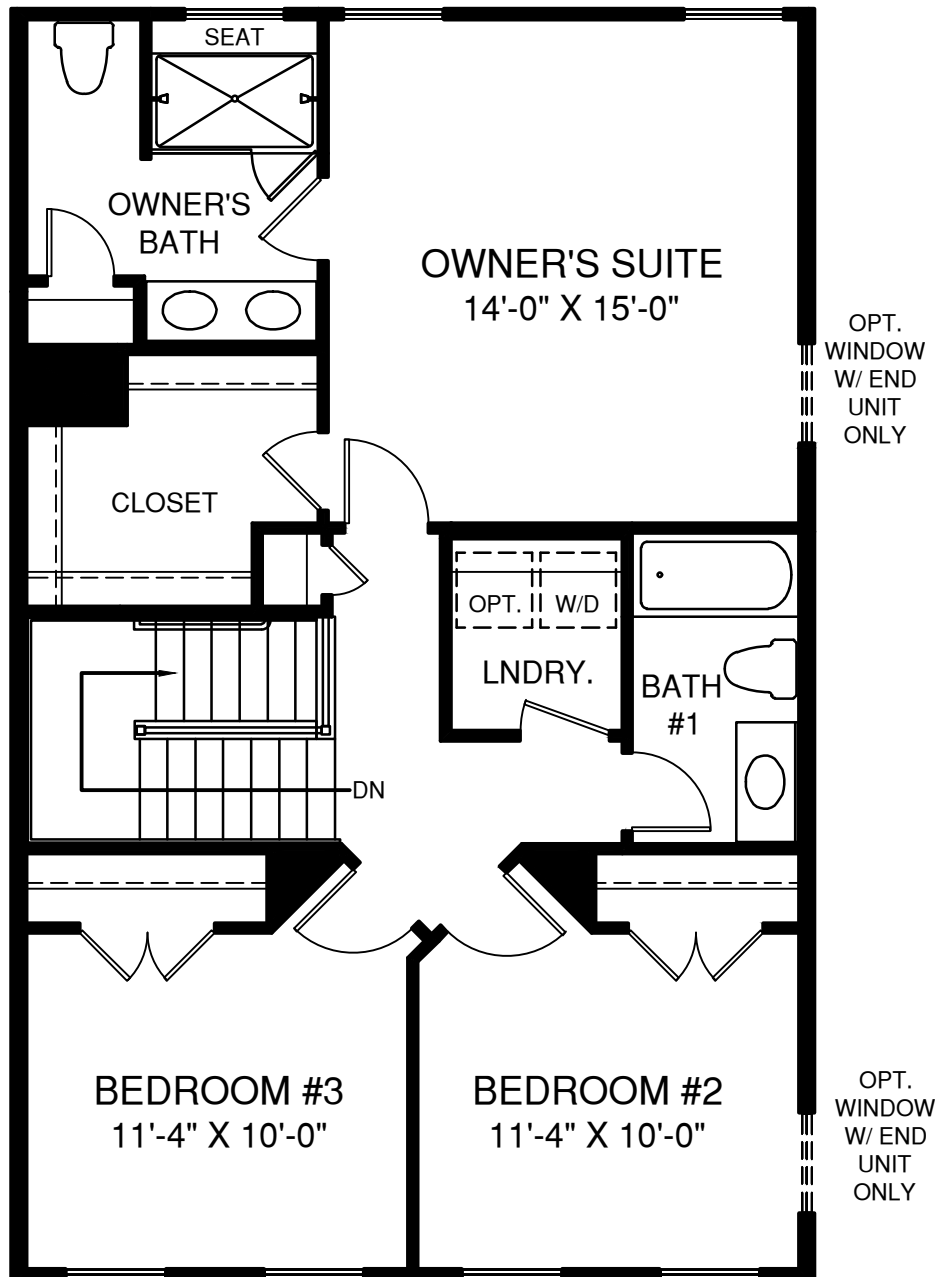 SEAT
OWNER'S
BATH
OWNER'S SUITE
14'-0" X 15'-0"
OPT.
WINDOW
W/ END
UNIT
ONLY
CLOSET
OPT.
W/D
LNDRY.
BATH
#1
DN
BEDROOM #3
11'-4" X 10'-0"
BEDROOM #2
11'-4" X 10'-0"
OPT.
WINDOW
W/ END
UNIT
ONLY